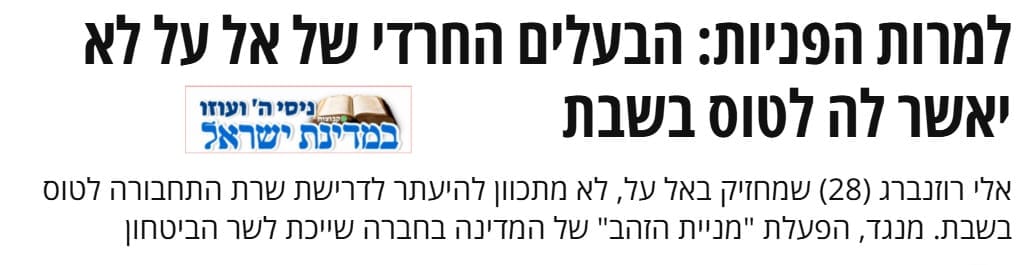 למרות הפניות: הבעלים החרדי של אל על לא
יאשר לה לטוס בשבת
ניסי ה' ועוזו
קבוצות
במדינת ישראל
אלי רוזנברג (28) שמחזיק באל על, לא מתכוון להיעתר לדרישת שרת התחבורה לטוס
בשבת. מנגד, הפעלת "מניית הזהב" של המדינה בחברה שייכת לשר הביטחון